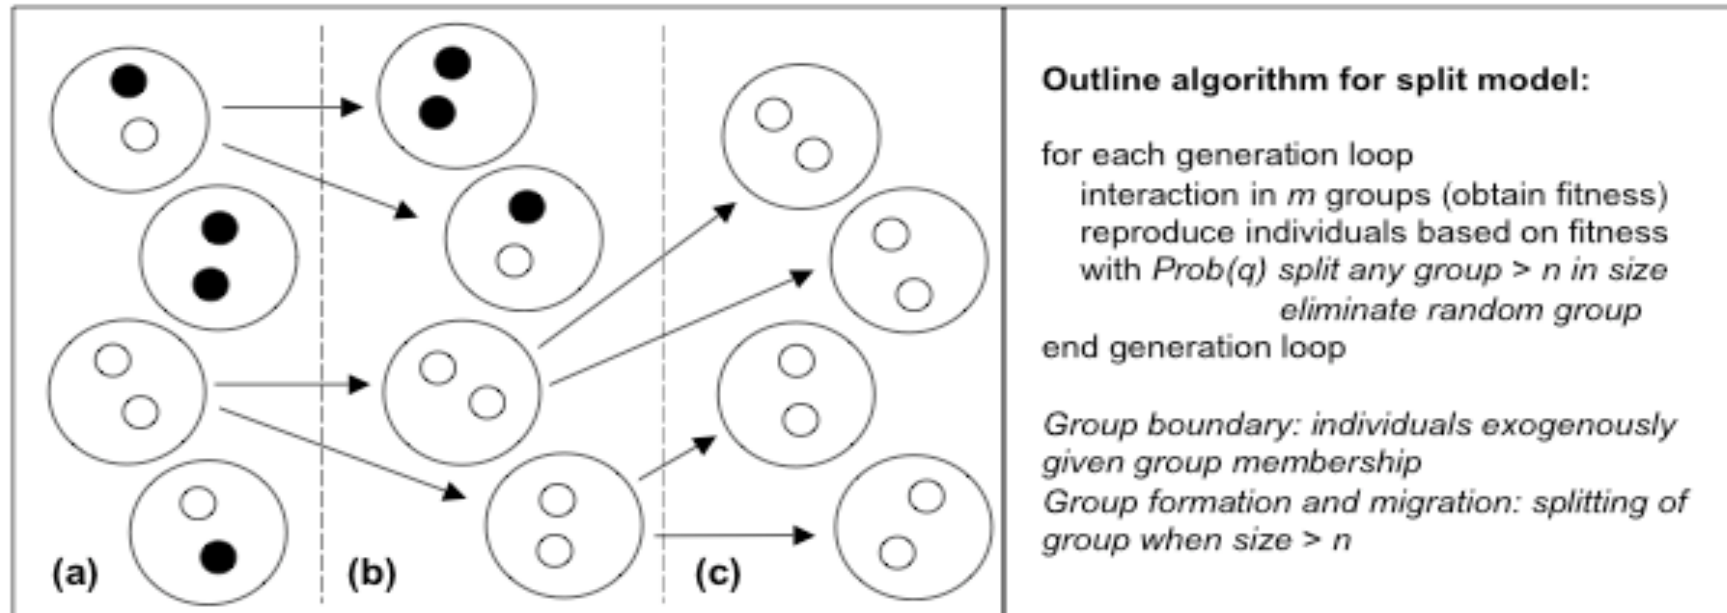 (a)
(b)
(c)
Outline algorithm for split model:
for each generation loop
interaction in m groups (obtain fitness)
reproduce individuals based on fitness
with Prob(q) split any group > n in size
eliminate random group
end generation loop
Group boundary: individuals exogenously
given group membership
Group formation and migration: splitting of
group when size > n